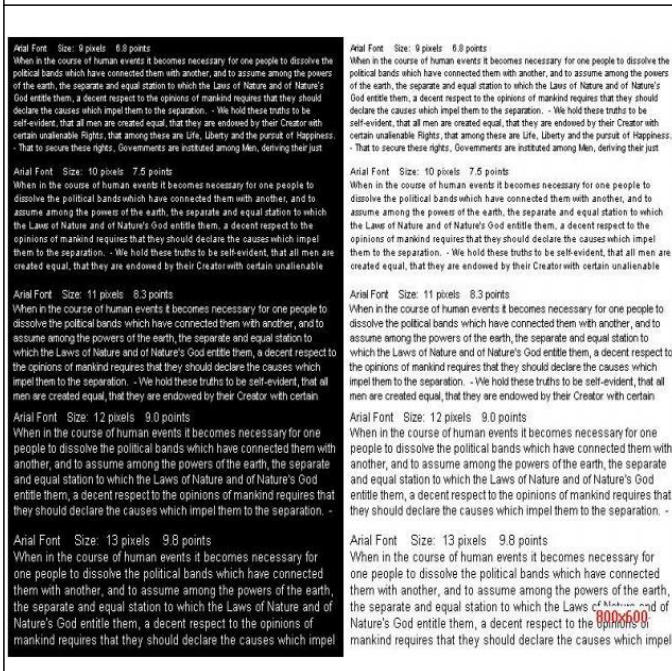 Arial Font Size: 9 pixels 6.8 points
When in the course of human events it becomes necessary for one people to dissolve the
political bands which have connected them with another, and to assume among the powers
of the earth, the separate and equal station to which the Laws of Nature and of Nature's
God entitle them, a decent respect to the opinions of mankind requires that they should
declare the causes which impel them to the separation. - We hold these truths to be
self-evident, that all men are created equal, that they are endowed by their Creator with
certain unalienable Rights, that among these are Life, Liberty and the pursuit of Happiness.
- That to secure these rights, Governments are instituted among Men, deriving their just
Arial Font Size: 10 pixels 7.5 points
When in the course of human events it becomes necessary for one people to
dissolve the political bands which have connected them with another, and to
assume among the powers of the earth, the separate and equal station to which
the Laws of Nature and of Nature's God entitle them, a decent respect to the
opinions of mankind requires that they should declare the causes which impel
them to the separation. - We hold these truths to be self-evident, that all men are
created equal, that they are endowed by their Creator with certain unalienable
Arial Font Size: 11 pixels 8.3 points
When in the course of human events it becomes necessary for one people to
dissolve the political bands which have connected them with another, and to
assume among the powers of the earth, the separate and equal station to
which the Laws of Nature and of Nature's God entitle them, a decent respect to
the opinions of mankind requires that they should declare the causes which
impel them to the separation. - We hold these truths to be self-evident, that all
men are created equal, that they are endowed by their Creator with certain
Arial Font Size: 12 pixels 9.0 points
When in the course of human events it becomes necessary for one
people to dissolve the political bands which have connected them with
another, and to assume among the powers of the earth, the separate
and equal station to which the Laws of Nature and of Nature's God
entitle them, a decent respect to the opinions of mankind requires that
they should declare the causes which impel them to the separation. -
Arial Font Size: 13 pixels 9.8 points
When in the course of human events it becomes necessary for
one people to dissolve the political bands which have connected
them with another, and to assume among the powers of the earth,
the separate and equal station to which the Laws of Nature and of
Nature's God entitle them, a decent respect to the opinions of
mankind requires that they should declare the causes which impel
Arial Font Size: 9 pixels 6.8 points
When in the course of human events it becomes necessary for one people to dissolve the
political bands which have connected them with another, and to assume among the powers
of the earth, the separate and equal station to which the Laws of Nature and of Nature's
God entitle them, a decent respect to the opinions of mankind requires that they should
declare the causes which impel them to the separation. - We hold these truths to be
self-evident, that all men are created equal, that they are endowed by their Creator with
certain unalienable Rights, that among these are Life, Liberty and the pursuit of Happiness.
- That to secure these rights, Governments are instituted among Men, deriving their just
Arial Font Size: 10 pixels 7.5 points
When in the course of human events it becomes necessary for one people to
dissolve the political bands which have connected them with another, and to
assume among the powers of the earth, the separate and equal station to which
the Laws of Nature and of Nature's God entitle them, a decent respect to the
opinions of mankind requires that they should declare the causes which impel
them to the separation. - We hold these truths to be self-evident, that all men are
created equal, that they are endowed by their Creator with certain unalienable
Arial Font Size: 11 pixels 8.3 points
When in the course of human events it becomes necessary for one people to
dissolve the political bands which have connected them with another, and to
assume among the powers of the earth, the separate and equal station to
which the Laws of Nature and of Nature's God entitle them, a decent respect to
the opinions of mankind requires that they should declare the causes which
impel them to the separation. - We hold these truths to be self-evident, that all
men are created equal, that they are endowed by their Creator with certain
Arial Font Size: 12 pixels 9.0 points
When in the course of human events it becomes necessary for one
people to dissolve the political bands which have connected them with
another, and to assume among the powers of the earth, the separate
and equal station to which the Laws of Nature and of Nature's God
entitle them, a decent respect to the opinions of mankind requires that
they should declare the causes which impel them to the separation. -
Arial Font Size: 13 pixels 9.8 points
When in the course of human events it becomes necessary for
one people to dissolve the political bands which have connected
them with another, and to assume among the powers of the earth,
the separate and equal station to which the Laws of Nature and of
Nature's God entitle them, a decent respect to the opinions of
mankind requires that they should declare the causes which impel
800x600